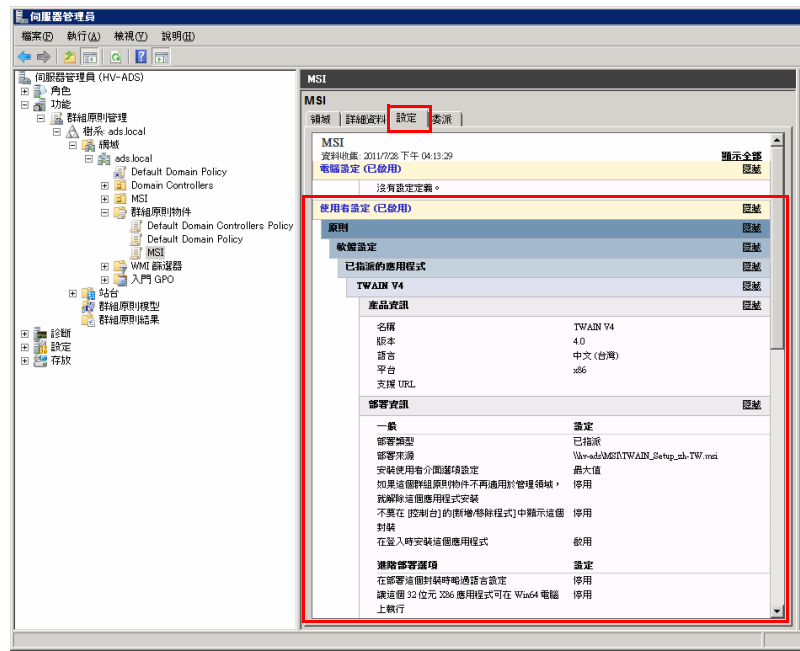 伺服器管理員
檔案(F) 執行(A) 檢視(V) 說明(H)
伺服器管理員 (HV-ADS)
角色
功能
群組原則管理
樹系: ads.local
網域
ads.local
Default Domain Policy
Domain Controllers
MSI
群組原則物件
Default Domain Controllers Policy
Default Domain Policy
MSI
WMI 篩選器
入門 GPO
站台
群組原則模型
群組原則結果
診斷
設定
存放
MSI
MSI
領域 詳細資料 設定 委派
MSI
資料收集: 2011/7/28 下午 04:13:29 顯示全部
電腦設定 (已啟用) 隱藏
沒有設定定義。
使用者設定 (已啟用) 隱藏
原則 隱藏
軟體設定 隱藏
已指派的應用程式 隱藏
TWAIN V4 隱藏
產品資訊 隱藏
名稱 TWAIN V4
版本 4.0
語言 中文 (台灣)
平台 x86
支援 URL
部署資訊 隱藏
一般 設定
部署類型 已指派
部署來源 \\hv-ads\MSI\TWAIN_Setup_zh-TW.msi
安裝使用者介面選項設定 最大值
如果這個群組原則物件不再適用於管理領域， 停用
就解除這個應用程式安裝
不要在 [控制台] 的[新增/移除程式] 中顯示這個 停用
封裝
在登入時安裝這個應用程式 啟用
進階部署選項 設定
在部署這個封裝時略過語言設定 停用
讓這個 32 位元 X86 應用程式可在 Win64 電腦 停用
上執行